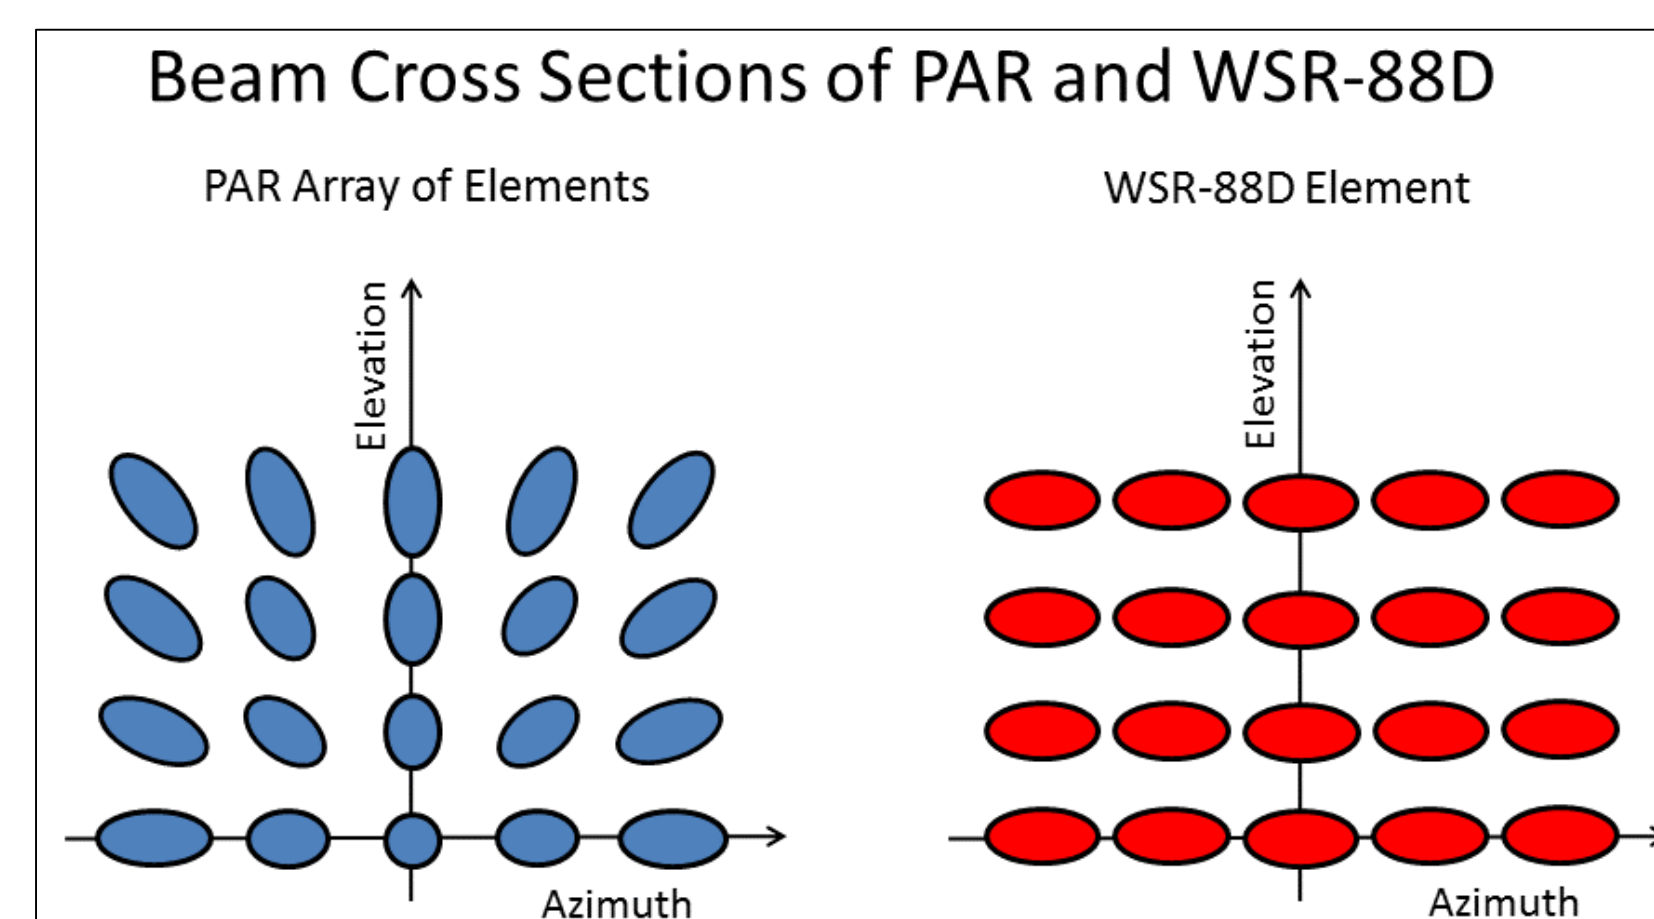 Beam Cross Sections of PAR and WSR-88D
PAR Array of Elements
WSR-88D Element
Elevation
Elevation
Azimuth
Azimuth